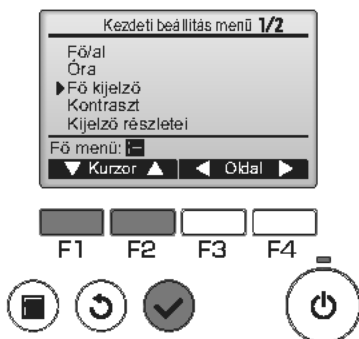 Kezdeti beállítás menü 1/2
Fő/al
Óra
▶Fő kijelző
Kontraszt
Kijelző részletei
Fő menü:
▼ Kurzor ▲ ◀ Oldal ▶
F1 F2 F3 F4